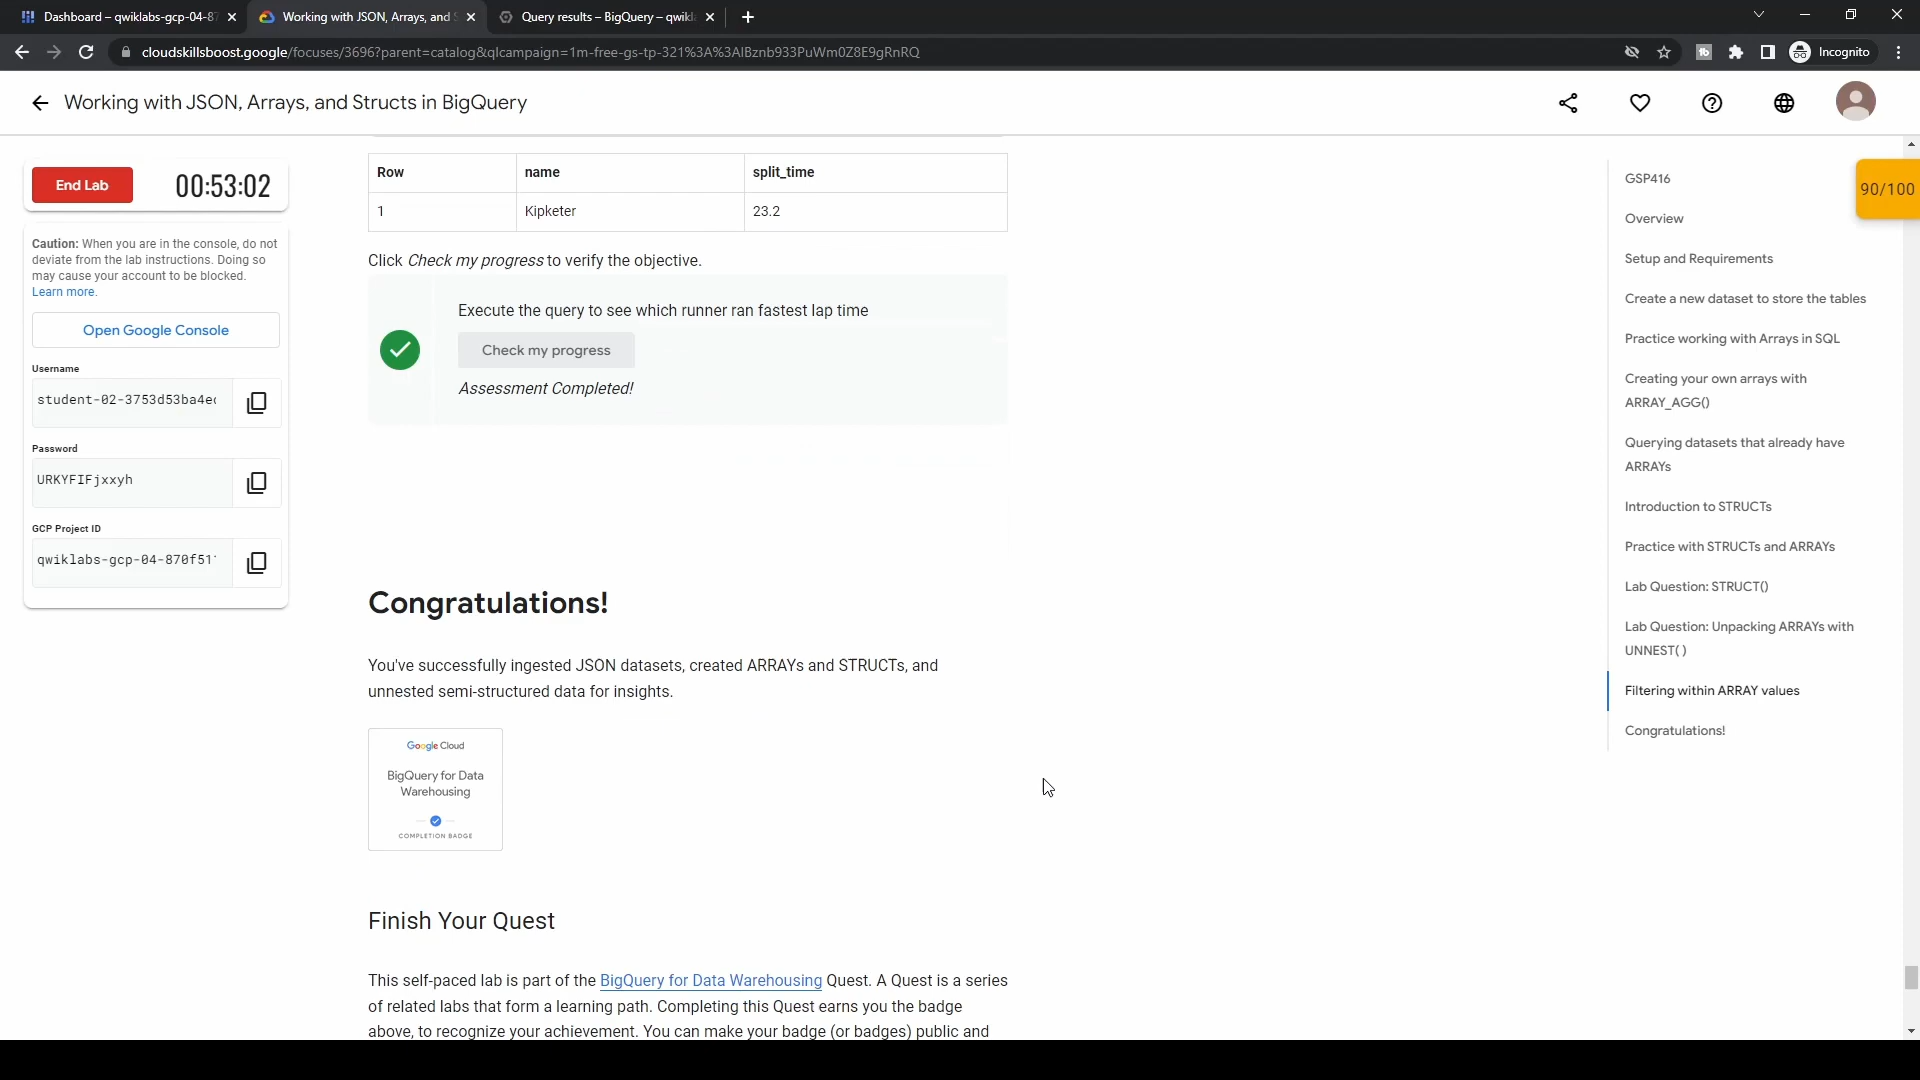 Dashboard – qwiklabs-gcp-04-87
Working with JSON, Arrays, and S
Query results – BigQuery – qwikl
cloudskillsboost.google/focuses/3696?parent=catalog&qlcampaign=1m-free-gs-tp-321%3A%3AlBznb933PuWm0Z8E9gRnRQ
Incognito
Working with JSON, Arrays, and Structs in BigQuery
End Lab
00:53:02
Caution: When you are in the console, do not
deviate from the lab instructions. Doing so
may cause your account to be blocked.
Learn more.
Open Google Console
Username
student-02-3753d53ba4ec
Password
URKYFIFjxxyh
GCP Project ID
qwiklabs-gcp-04-870f51
Row name split_time
1 Kipketer 23.2
Click Check my progress to verify the objective.
Execute the query to see which runner ran fastest lap time
Check my progress
Assessment Completed!
Congratulations!
You've successfully ingested JSON datasets, created ARRAYs and STRUCTs, and
unnested semi-structured data for insights.
Google Cloud
BigQuery for Data
Warehousing
COMPLETION BADGE
Finish Your Quest
This self-paced lab is part of the BigQuery for Data Warehousing Quest. A Quest is a series
of related labs that form a learning path. Completing this Quest earns you the badge
above, to recognize your achievement. You can make your badge (or badges) public and
GSP416
Overview
Setup and Requirements
Create a new dataset to store the tables
Practice working with Arrays in SQL
Creating your own arrays with
ARRAY_AGG()
Querying datasets that already have
ARRAYs
Introduction to STRUCTs
Practice with STRUCTs and ARRAYs
Lab Question: STRUCT()
Lab Question: Unpacking ARRAYs with
UNNEST( )
Filtering within ARRAY values
Congratulations!
90/100